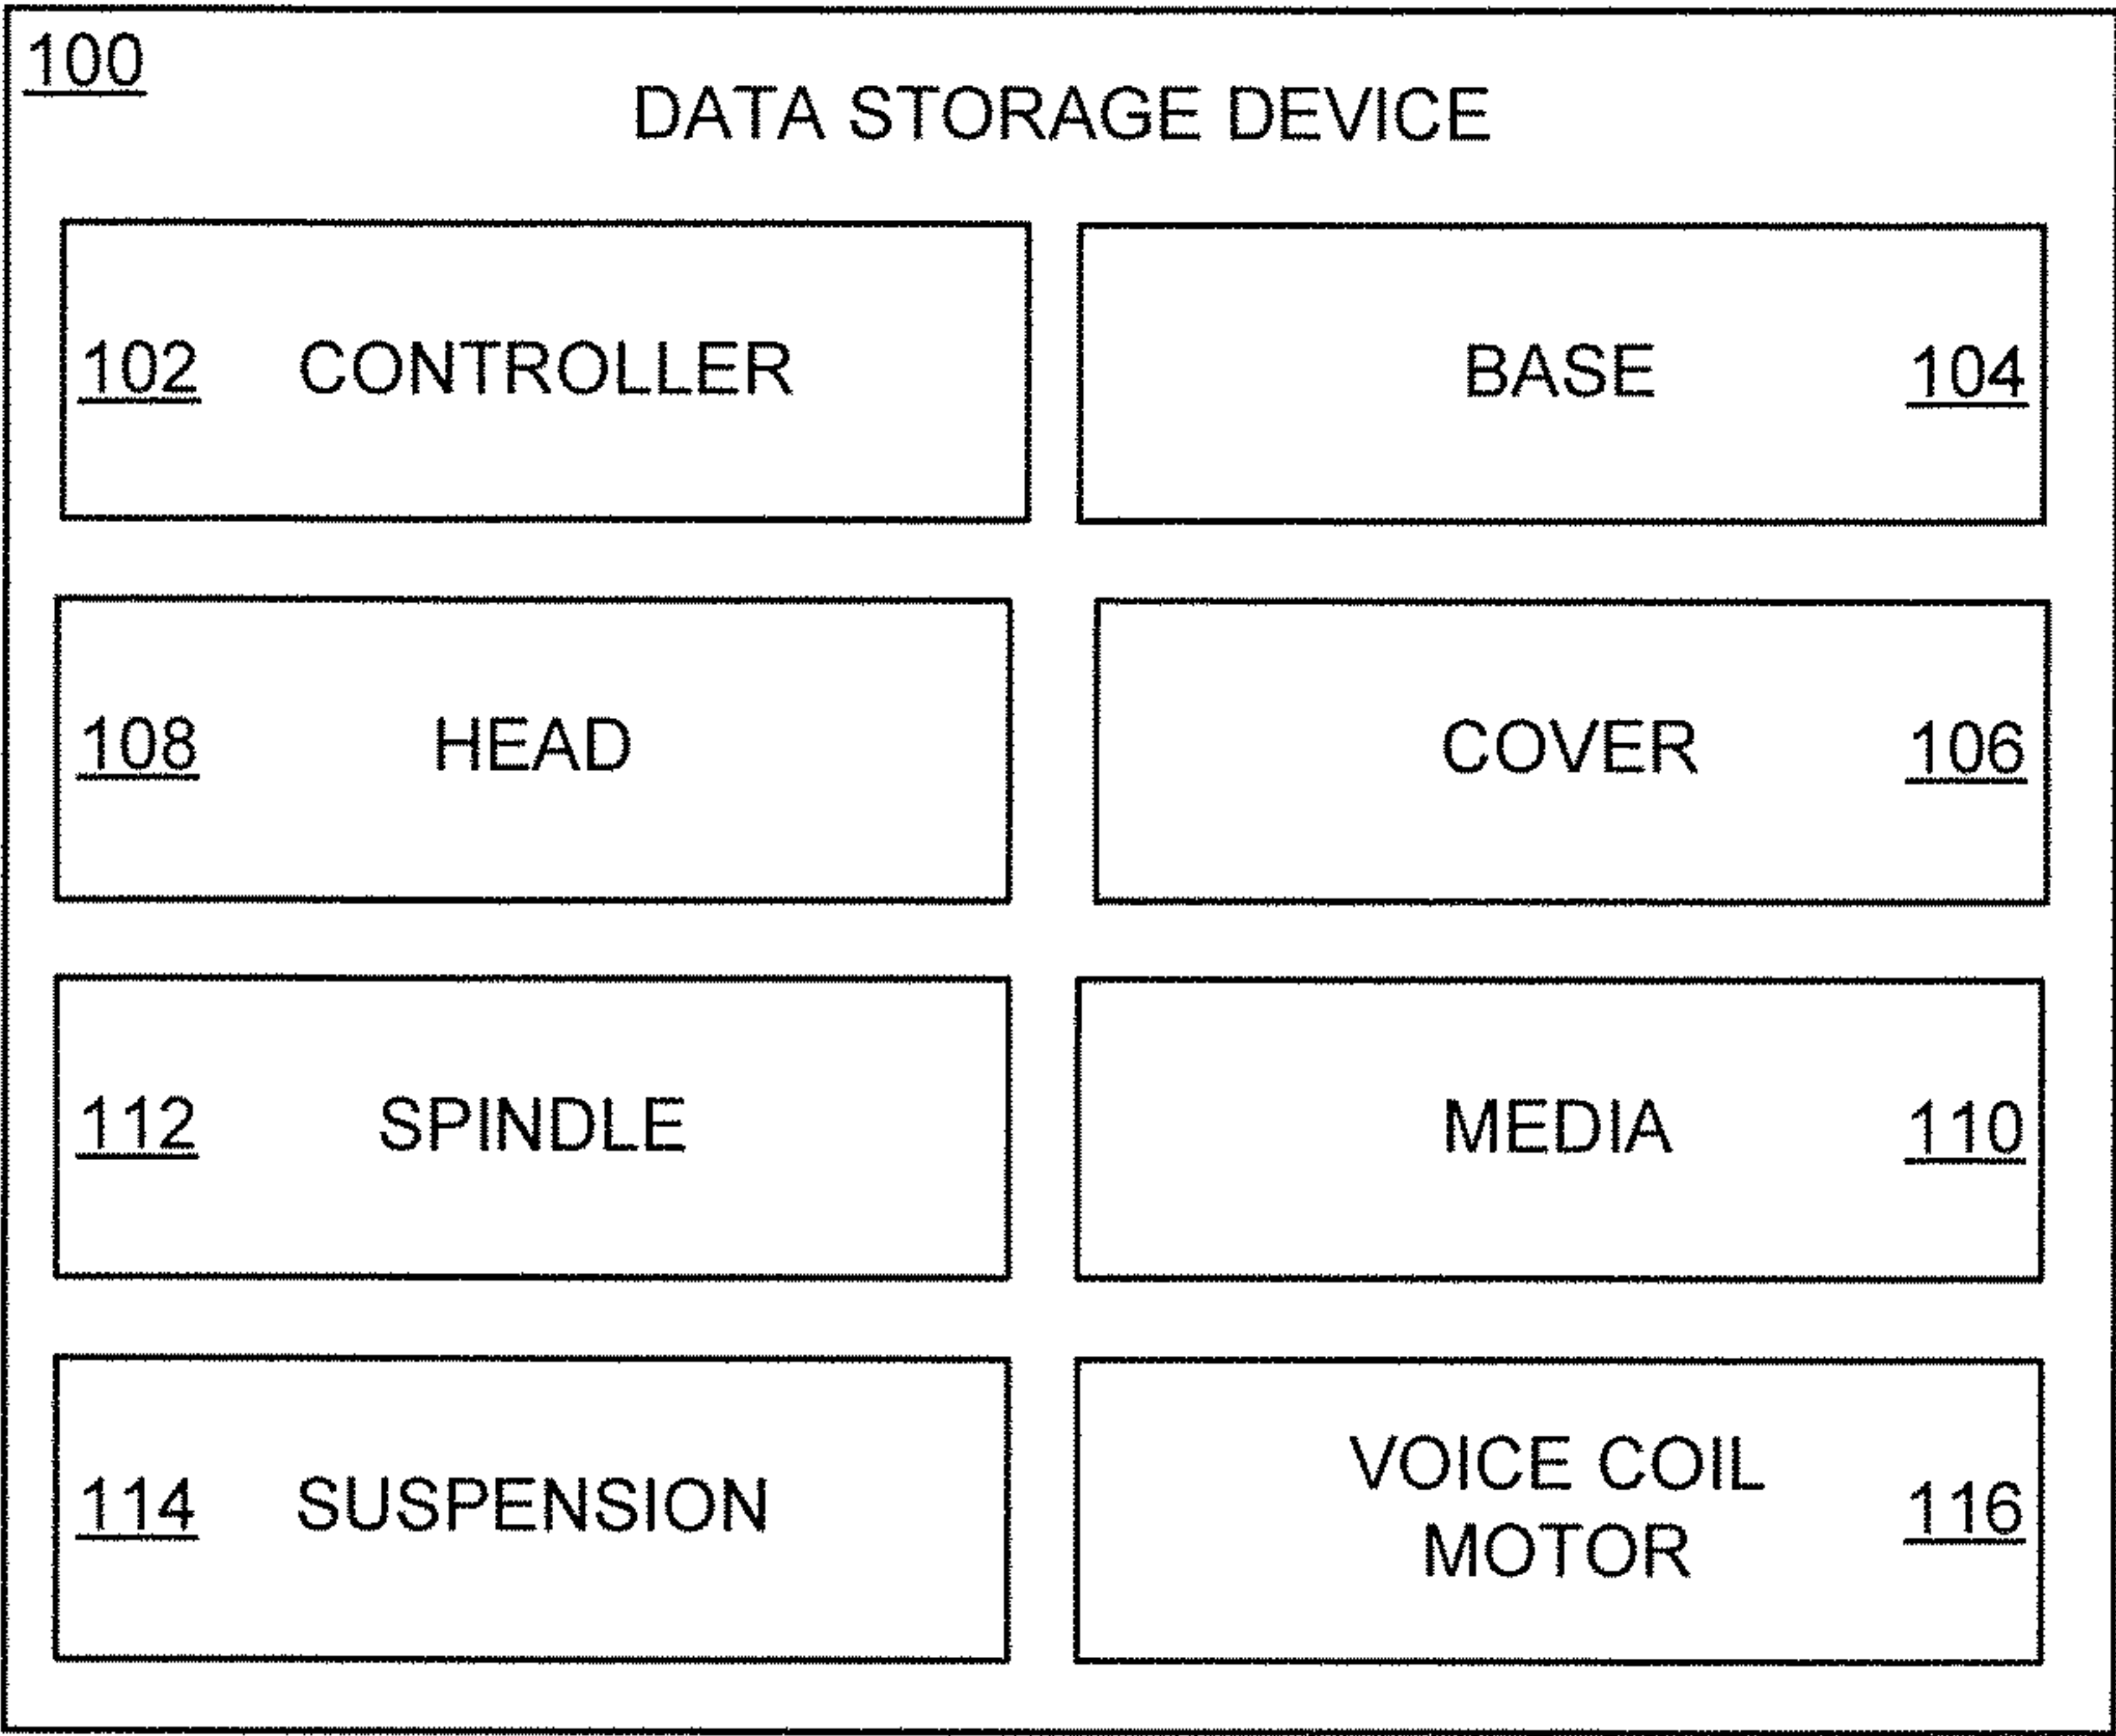 100
DATA STORAGE DEVICE
102 CONTROLLER
BASE 104
108 HEAD
COVER 106
112 SPINDLE
MEDIA 110
114 SUSPENSION
VOICE COIL
MOTOR
116